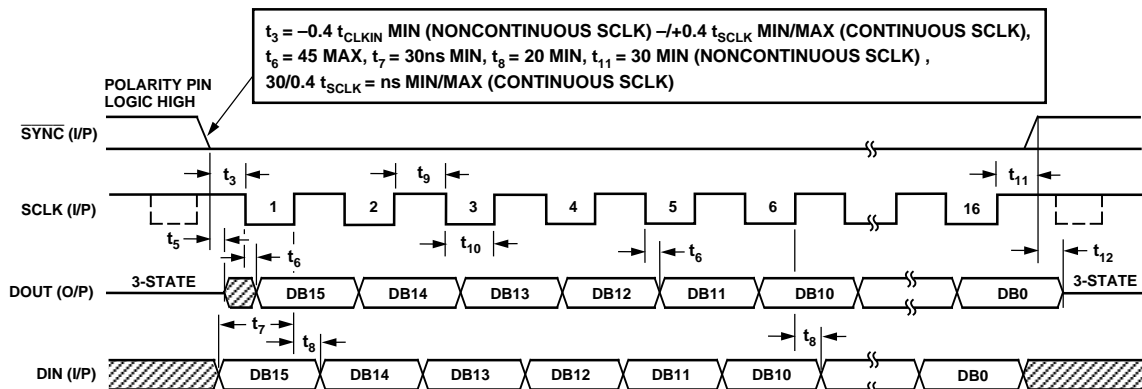 t3 = –0.4 tCLKIN MIN (NONCONTINUOUS SCLK) –/+0.4 tSCLK MIN/MAX (CONTINUOUS SCLK),
t6 = 45 MAX, t7 = 30ns MIN, t8 = 20 MIN, t11 = 30 MIN (NONCONTINUOUS SCLK) ,
30/0.4 tSCLK = ns MIN/MAX (CONTINUOUS SCLK)
POLARITY PIN
LOGIC HIGH
SYNC (I/P)
t3 t9 t11
SCLK (I/P) 1 2 3 4 5 6 16
t5 t6 t10 t6 t12
DOUT (O/P) 3-STATE DB15 DB14 DB13 DB12 DB11 DB10 DB0 3-STATE
t7 t8 t8
DIN (I/P) DB15 DB14 DB13 DB12 DB11 DB10 DB0